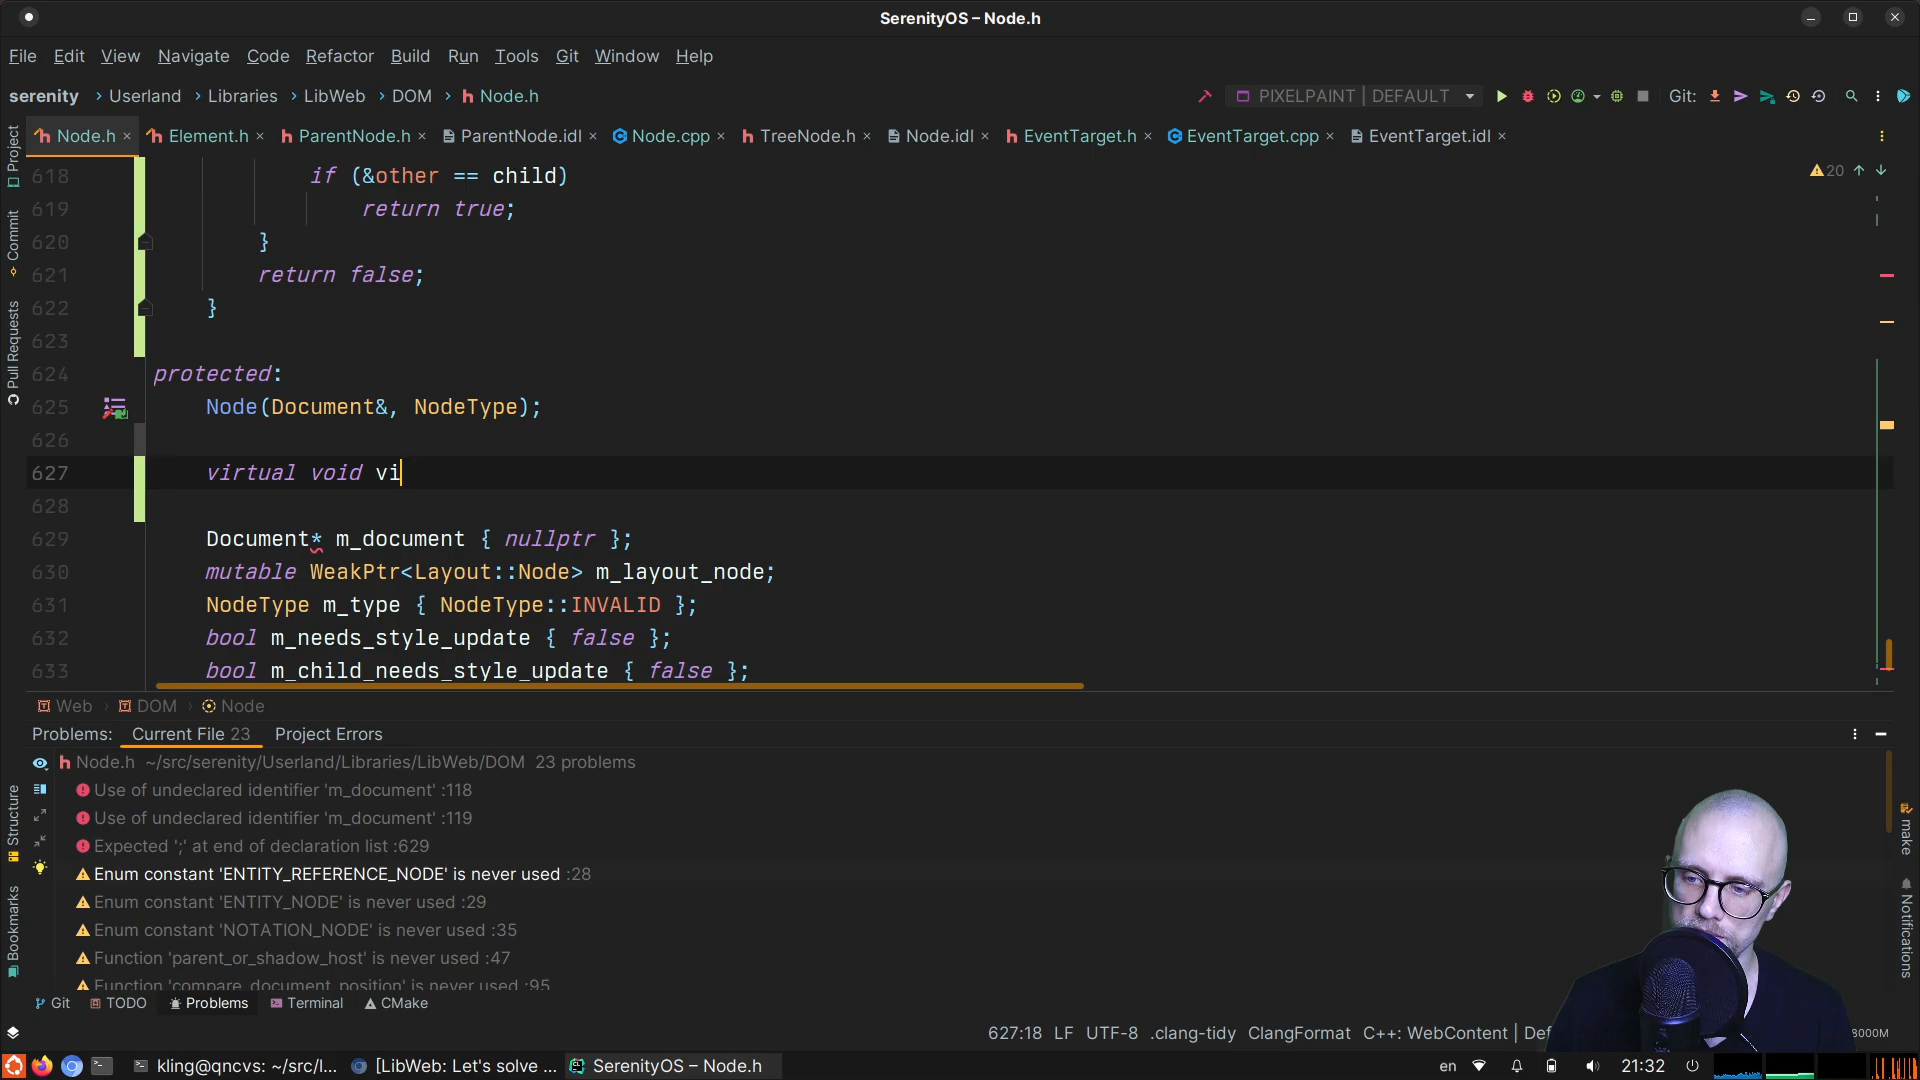 SerenityOS – Node.h
File Edit View Navigate Code Refactor Build Run Tools Git Window Help
serenity › Userland › Libraries › LibWeb › DOM › Node.h
PIXELPAINT | DEFAULT
Git:
Node.h × Element.h × ParentNode.h × ParentNode.idl × Node.cpp × TreeNode.h × Node.idl × EventTarget.h × EventTarget.cpp × EventTarget.idl ×
Project
Commit
Pull Requests
20
618 if (&other == child)
619 return true;
620 }
621 return false;
622 }
623
624 protected:
625 Node(Document&, NodeType);
626
627 virtual void vi
628
629 Document* m_document { nullptr };
630 mutable WeakPtr<Layout::Node> m_layout_node;
631 NodeType m_type { NodeType::INVALID };
632 bool m_needs_style_update { false };
633 bool m_child_needs_style_update { false };
Web › DOM › Node
Problems: Current File 23 Project Errors
Node.h ~/src/serenity/Userland/Libraries/LibWeb/DOM 23 problems
Use of undeclared identifier 'm_document' :118
Use of undeclared identifier 'm_document' :119
Expected ';' at end of declaration list :629
Enum constant 'ENTITY_REFERENCE_NODE' is never used :28
Enum constant 'ENTITY_NODE' is never used :29
Enum constant 'NOTATION_NODE' is never used :35
Function 'parent_or_shadow_host' is never used :47
Function 'compare_document_position' is never used :95
Structure
Bookmarks
make
Notifications
Git TODO Problems Terminal CMake
627:18 LF UTF-8 .clang-tidy ClangFormat C++: WebContent | De
8000M
kling@qncvs: ~/src/l... [LibWeb: Let's solve ... SerenityOS – Node.h
en 21:32